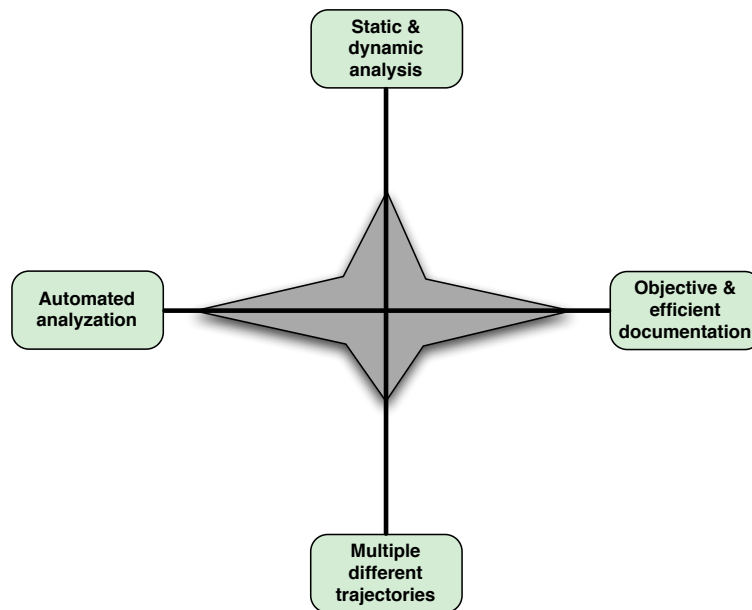 Static &
dynamic
analysis
Automated
analyzation
Objective &
efficient
documentation
Multiple
different
trajectories